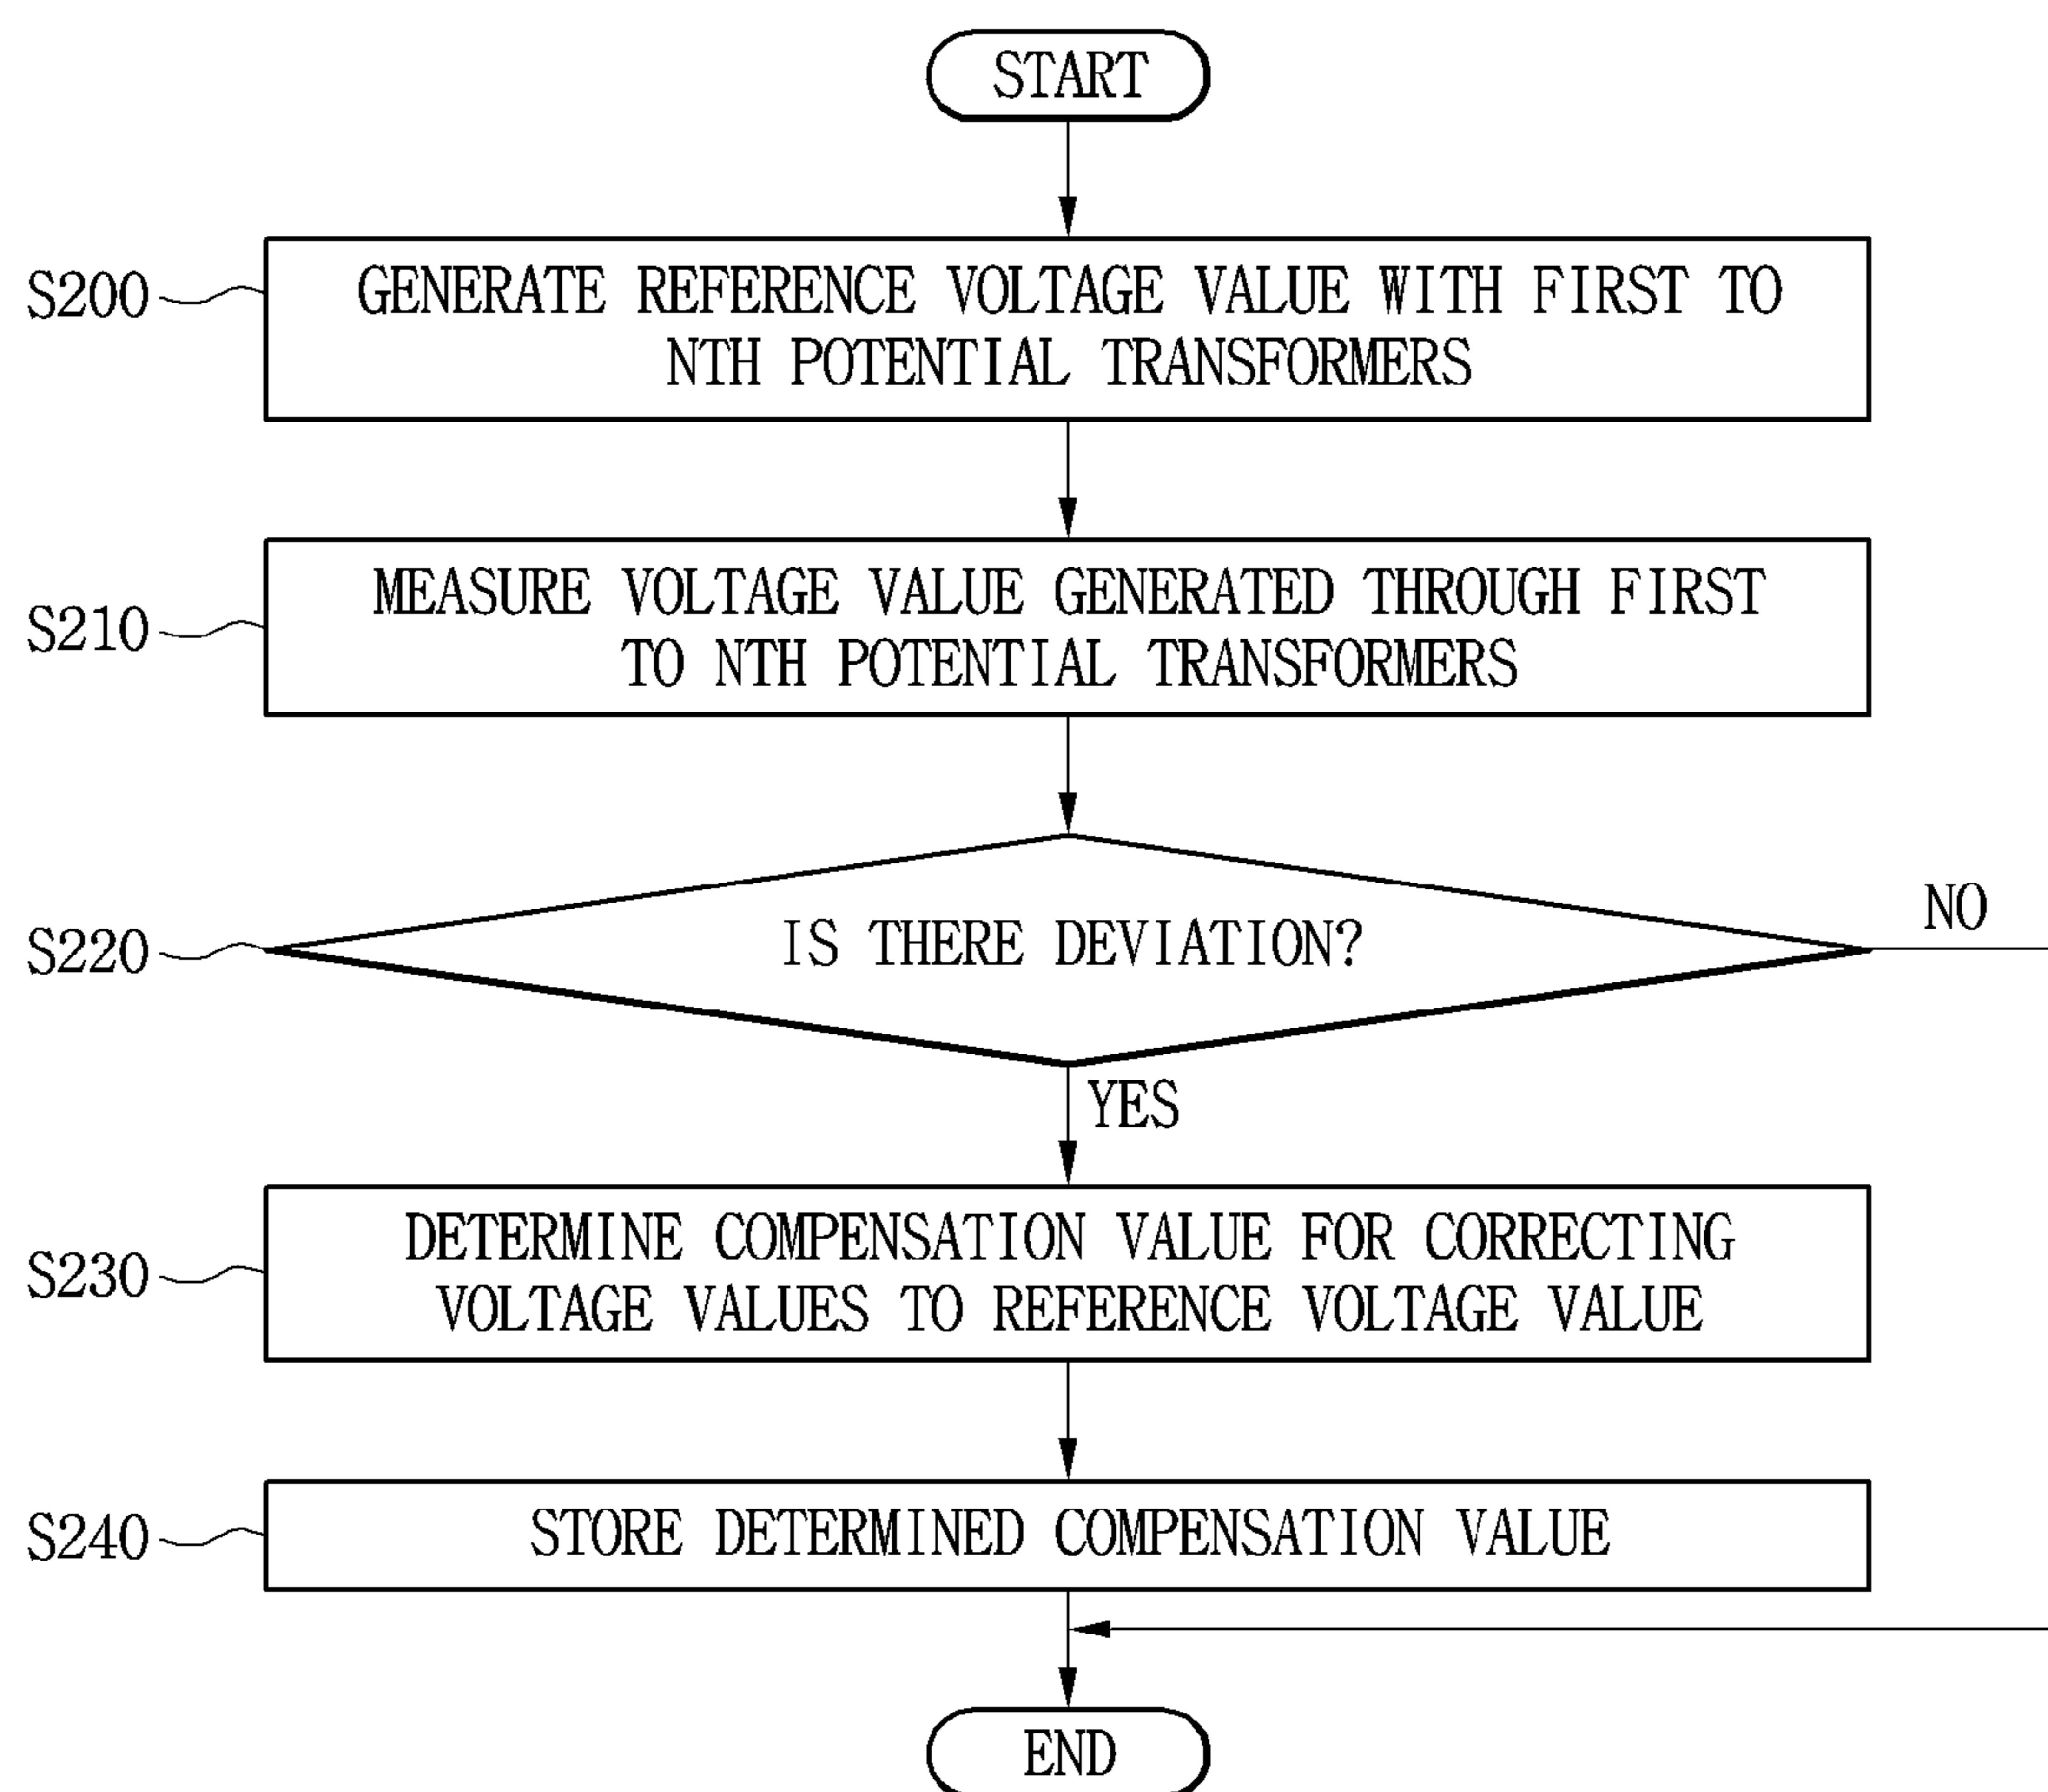 START
S200
GENERATE REFERENCE VOLTAGE VALUE WITH FIRST TO
NTH POTENTIAL TRANSFORMERS
S210
MEASURE VOLTAGE VALUE GENERATED THROUGH FIRST
TO NTH POTENTIAL TRANSFORMERS
S220
IS THERE DEVIATION?
NO
YES
S230
DETERMINE COMPENSATION VALUE FOR CORRECTING
VOLTAGE VALUES TO REFERENCE VOLTAGE VALUE
S240
STORE DETERMINED COMPENSATION VALUE
END